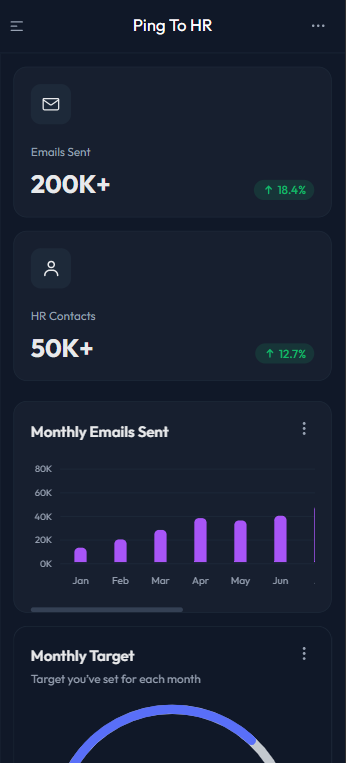 Ping To HR
Emails Sent
200K+
↑ 18.4%
HR Contacts
50K+
↑ 12.7%
Monthly Emails Sent
80K
60K
40K
20K
0K
Jan Feb Mar Apr May Jun
Monthly Target
Target you've set for each month